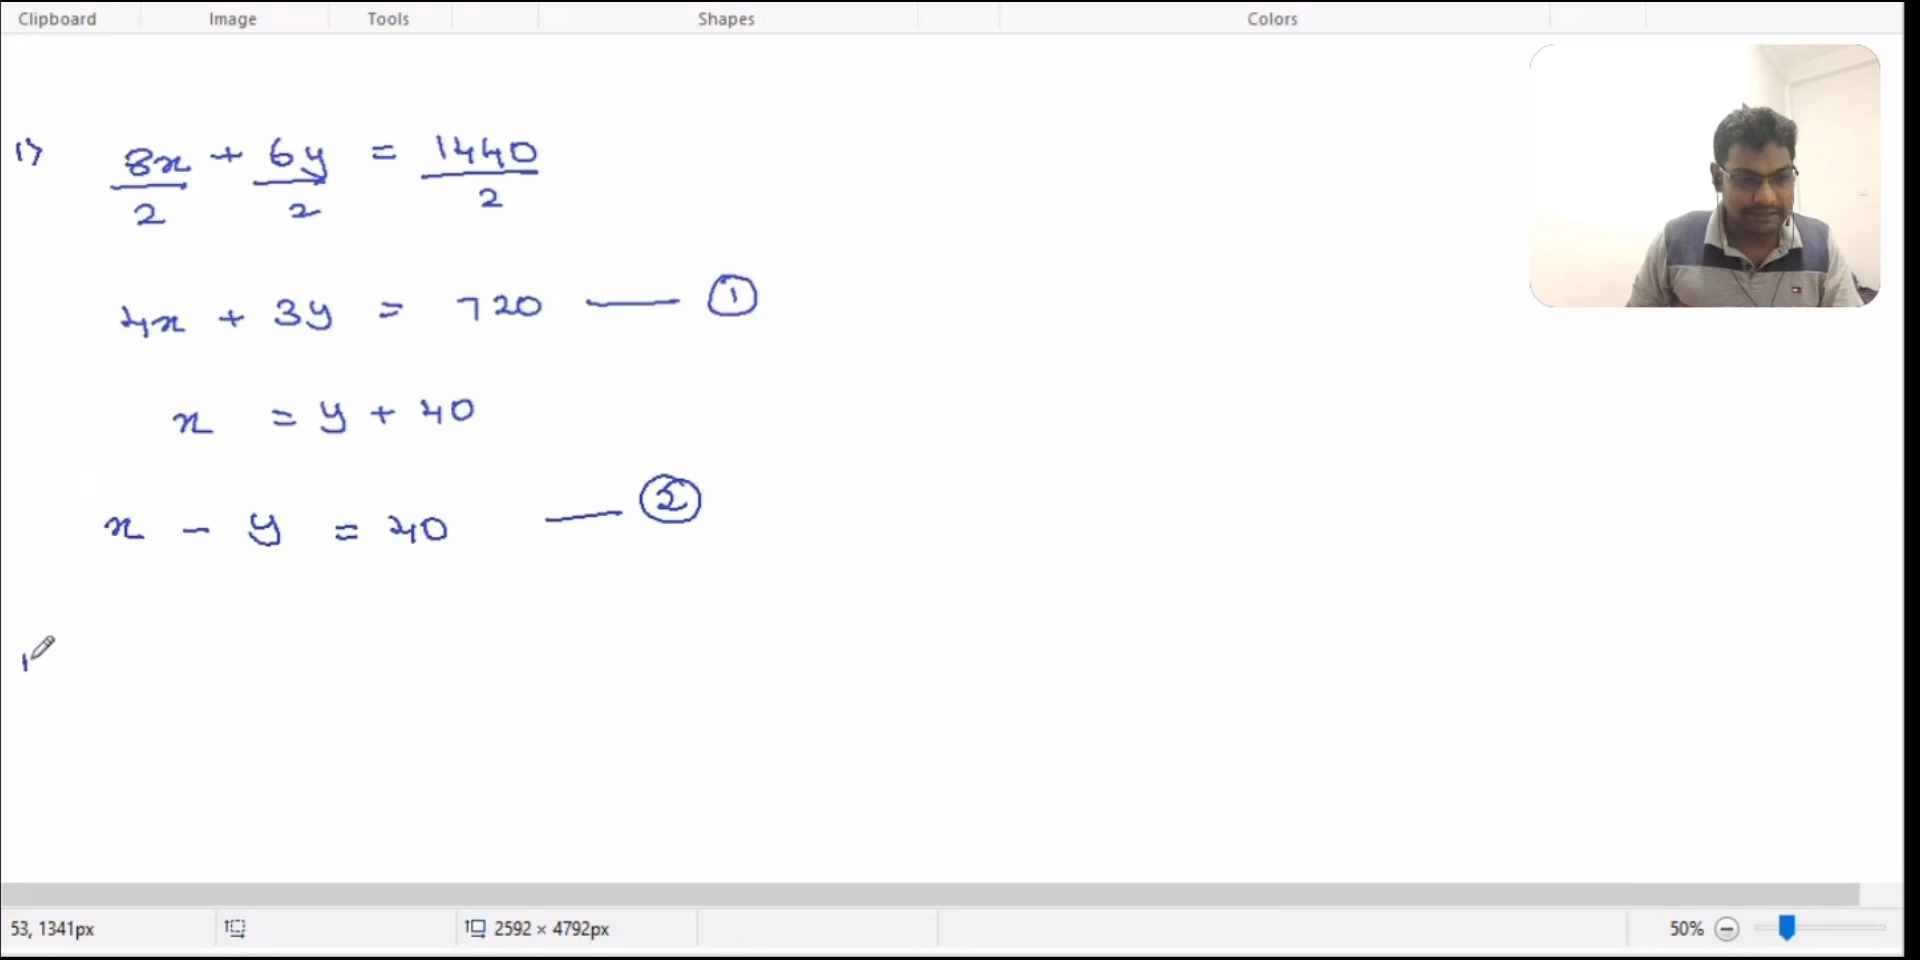 Clipboard Image Tools Shapes Colors
1) 8x/2 + 6y/2 = 1440/2
4x + 3y = 720 —— ①
x = y + 40
x - y = 40 —— ②
53, 1341px 2592 × 4792px 50%